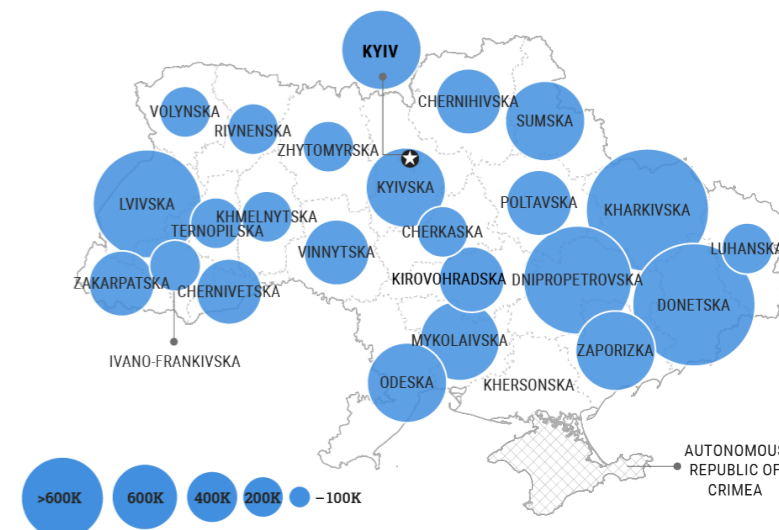 KYIV
CHERNIHIVSKA
VOLYNSKA
SUMSKA
RIVNENSKA
ZHYTOMYRSKA
KYIVSKA
LVIVSKA
POLTAVSKA
KHARKIVSKA
KHMELNYTSKA
TERNOPILSKA
CHERKASKA
VINNYTSKA
LUHANSKA
ZAKARPATSKA
CHERNIVETSKA
KIROVOHRADSKA
DNIPROPETROVSKA
DONETSKA
MYKOLAIVSKA
ZAPORIZKA
IVANO-FRANKIVSKA
ODESKA
KHERSONSKA
AUTONOMOUS
REPUBLIC OF
CRIMEA
>600K 600K 400K 200K –100K